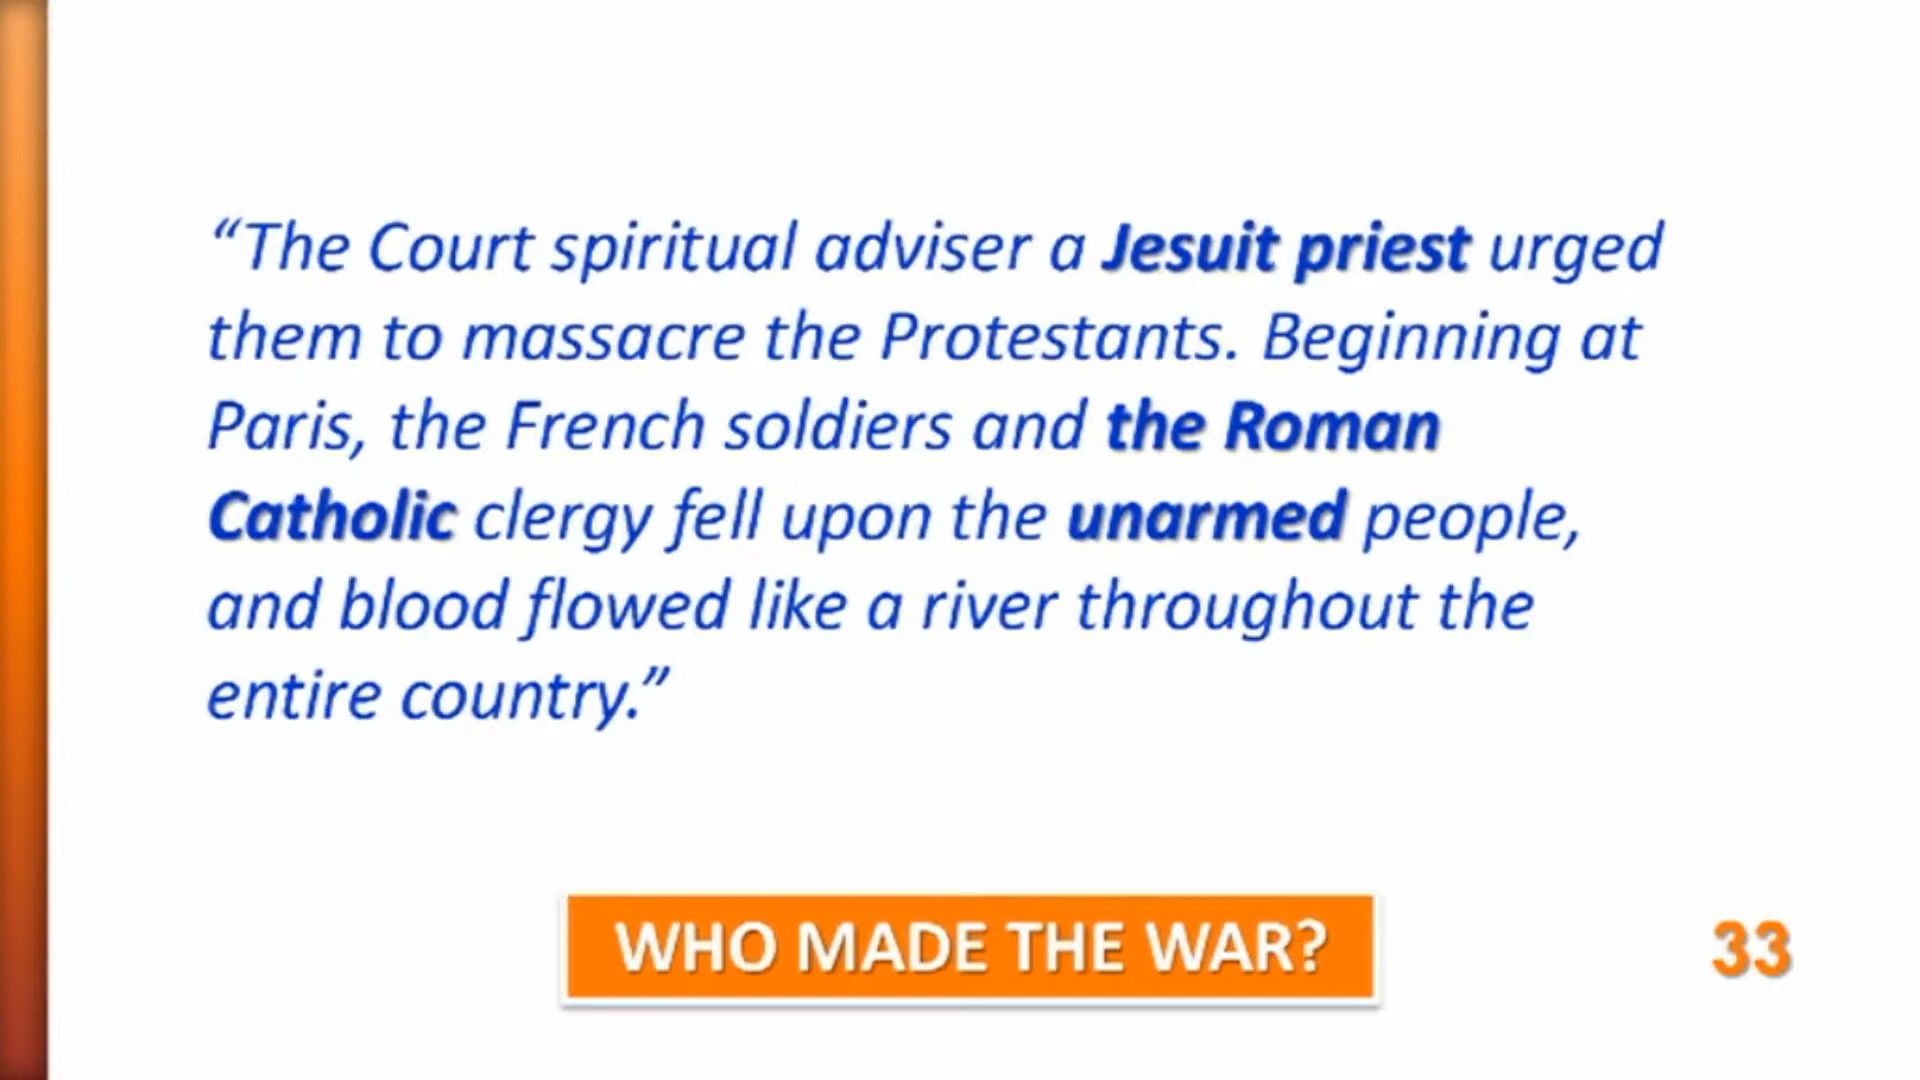 “The Court spiritual adviser a Jesuit priest urged
them to massacre the Protestants. Beginning at
Paris, the French soldiers and the Roman
Catholic clergy fell upon the unarmed people,
and blood flowed like a river throughout the
entire country.”
WHO MADE THE WAR?
33